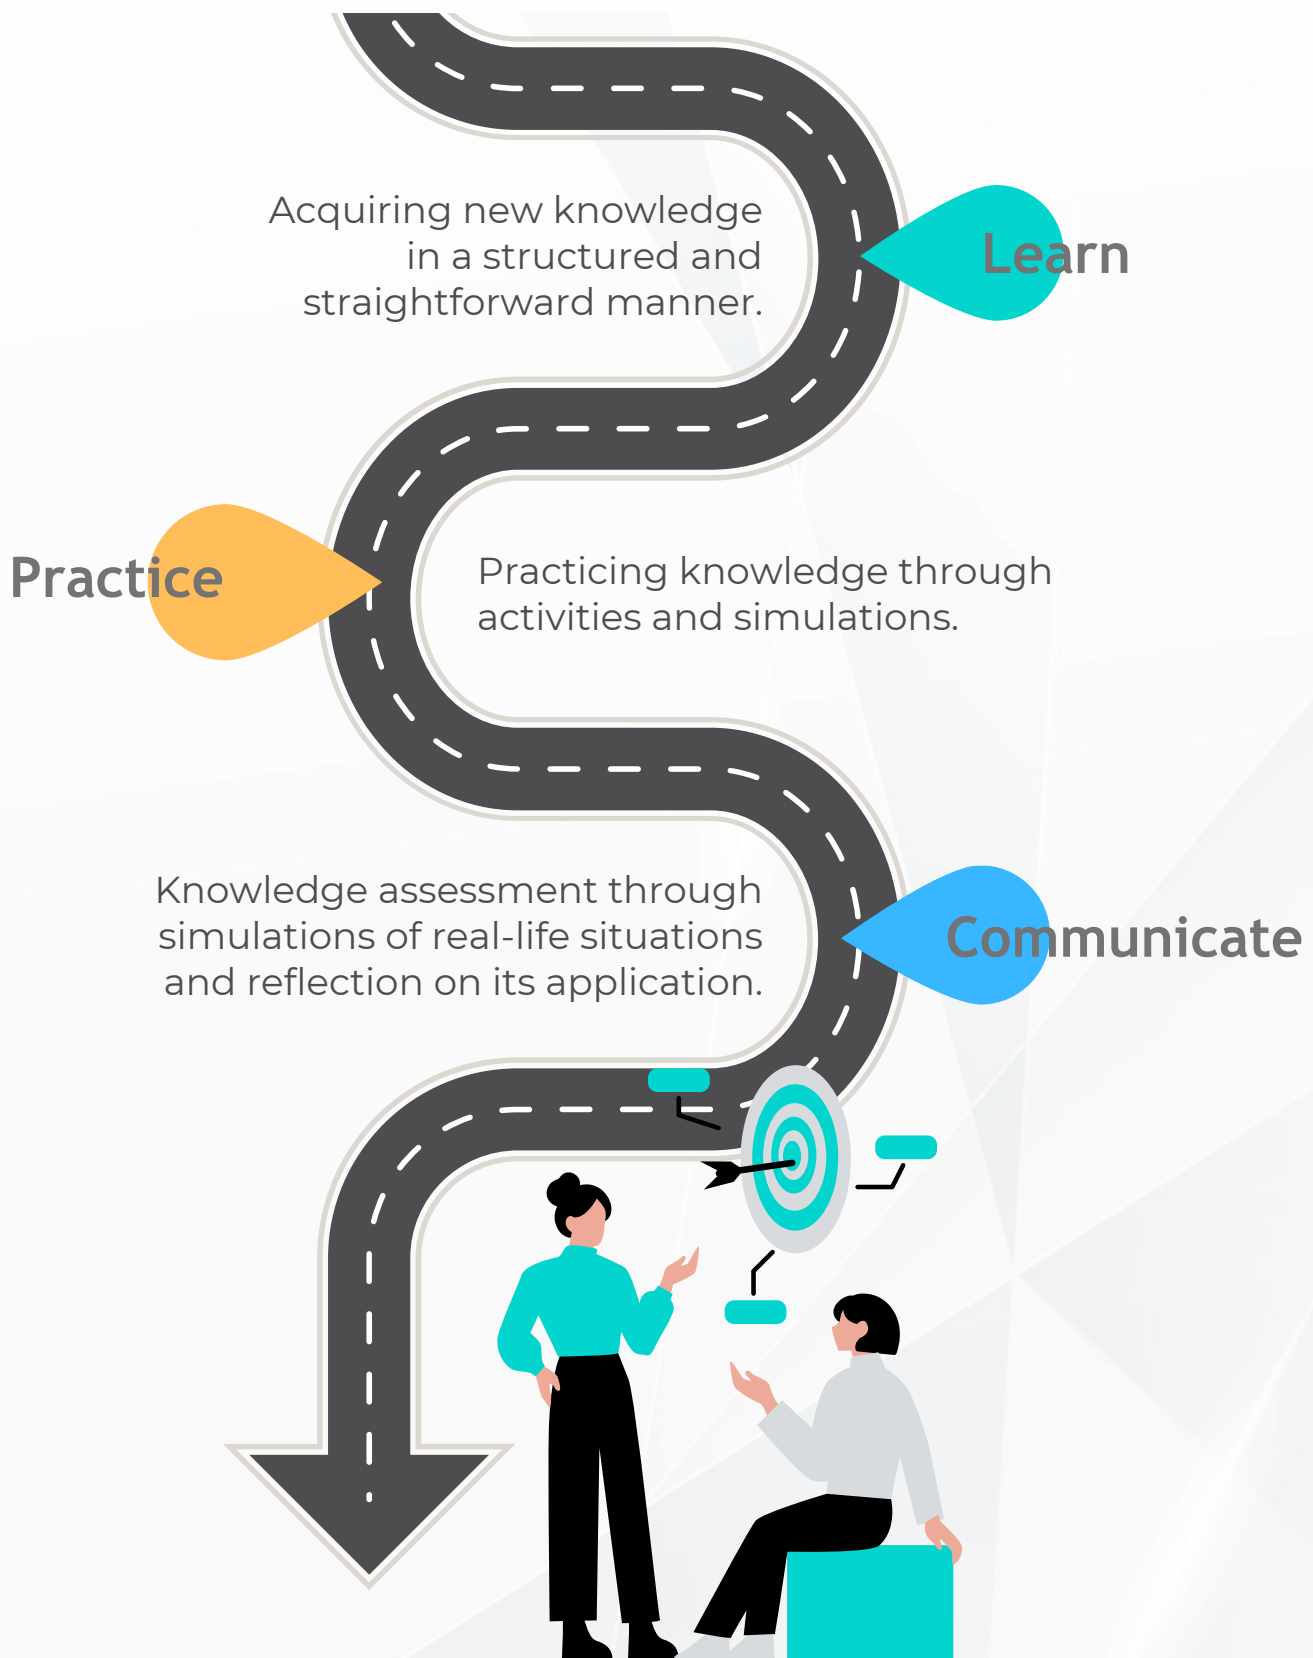 Acquiring new knowledge
in a structured and
straightforward manner.
Learn
Practice
Practicing knowledge through
activities and simulations.
Knowledge assessment through
simulations of real-life situations
and reflection on its application.
Communicate